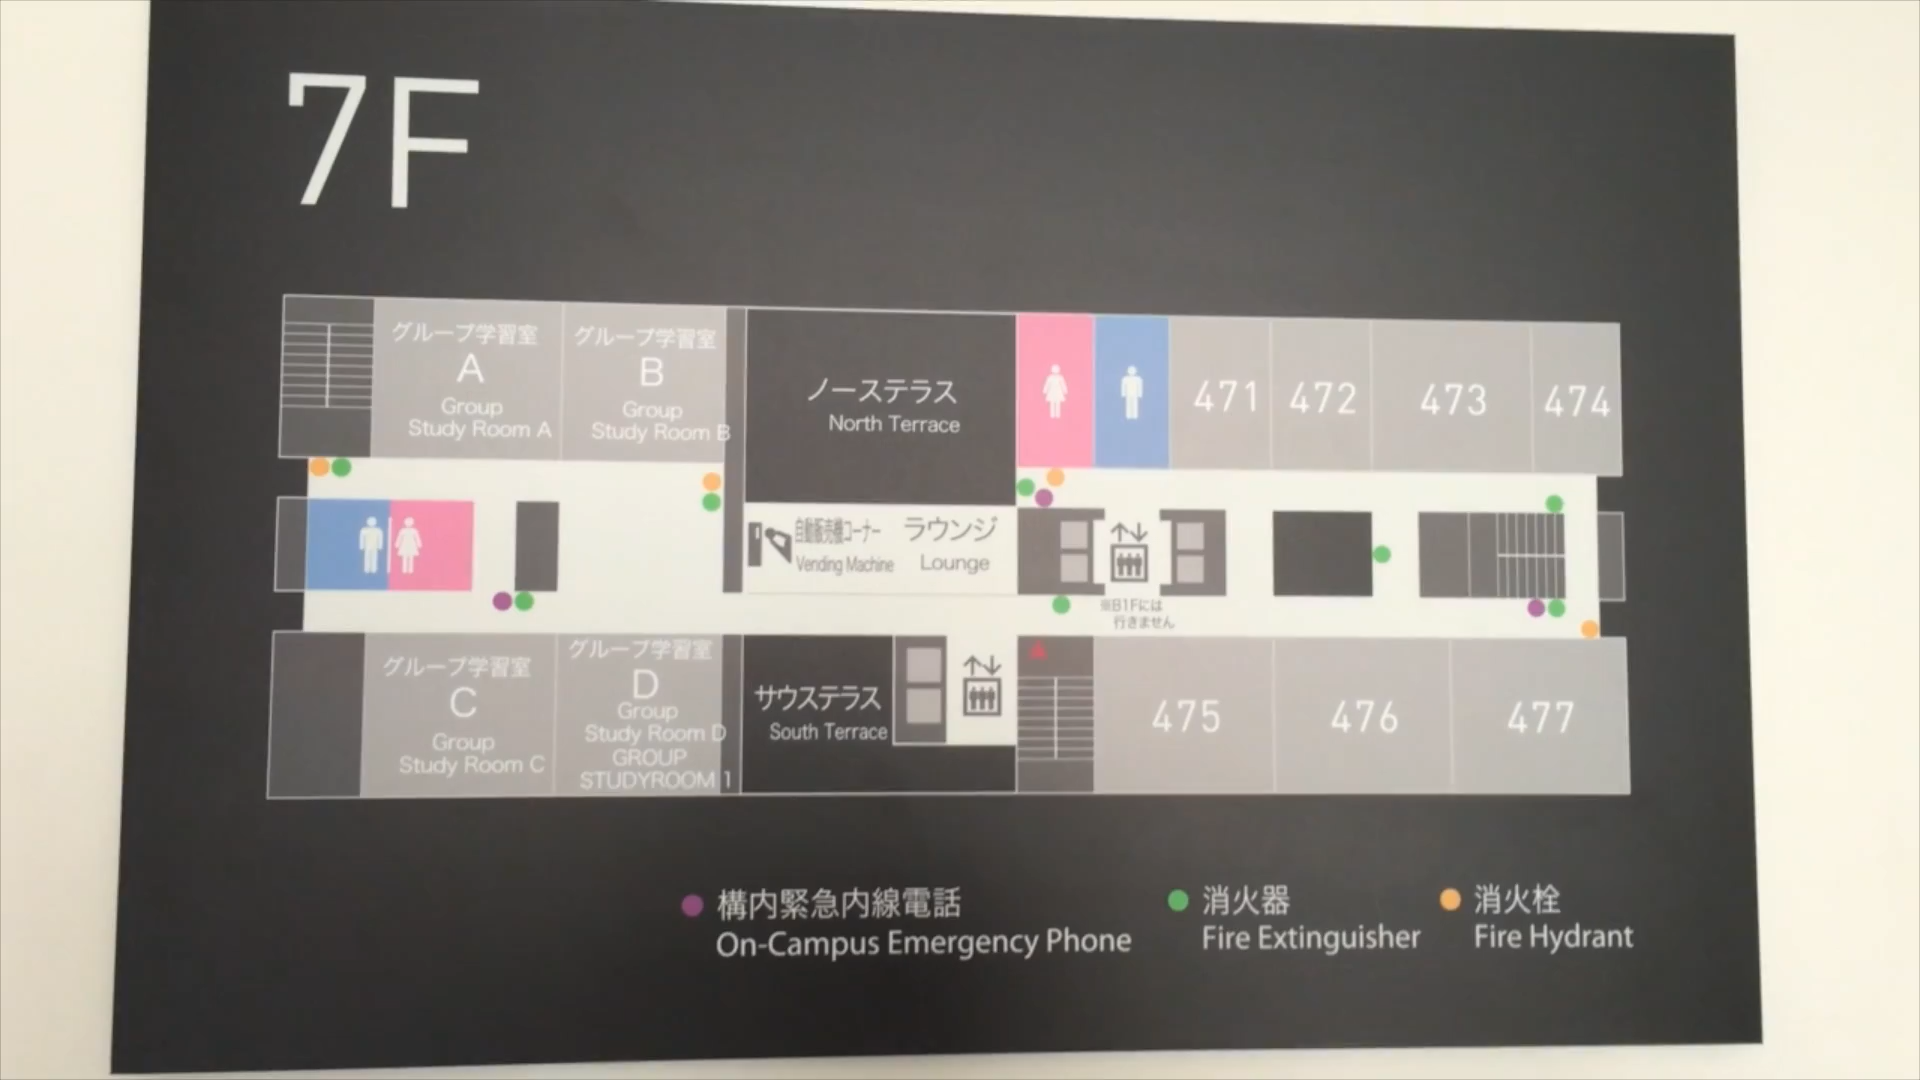 7F
グループ学習室
A
Group
Study Room A
グループ学習室
B
Group
Study Room B
ノーステラス
North Terrace
471
472
473
474
自動販売機コーナー
Vending Machine
ラウンジ
Lounge
※B1Fには
行きません
グループ学習室
C
Group
Study Room C
グループ学習室
D
Group
Study Room D
GROUP
STUDYROOM 1
サウステラス
South Terrace
475
476
477
構内緊急内線電話
On-Campus Emergency Phone
消火器
Fire Extinguisher
消火栓
Fire Hydrant